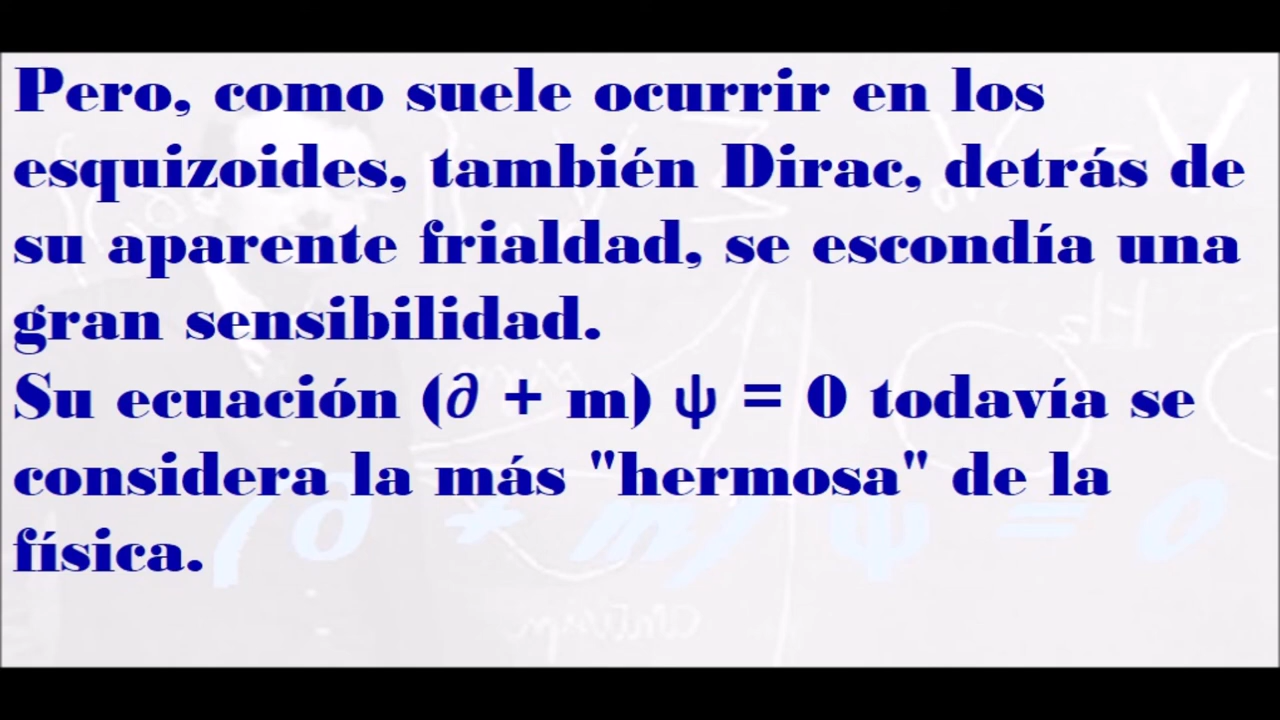 Pero, como suele ocurrir en los
esquizoides, también Dirac, detrás de
su aparente frialdad, se escondía una
gran sensibilidad.
Su ecuación (∂ + m) ψ = 0 todavía se
considera la más "hermosa" de la
física.
(∂ + m) ψ = 0